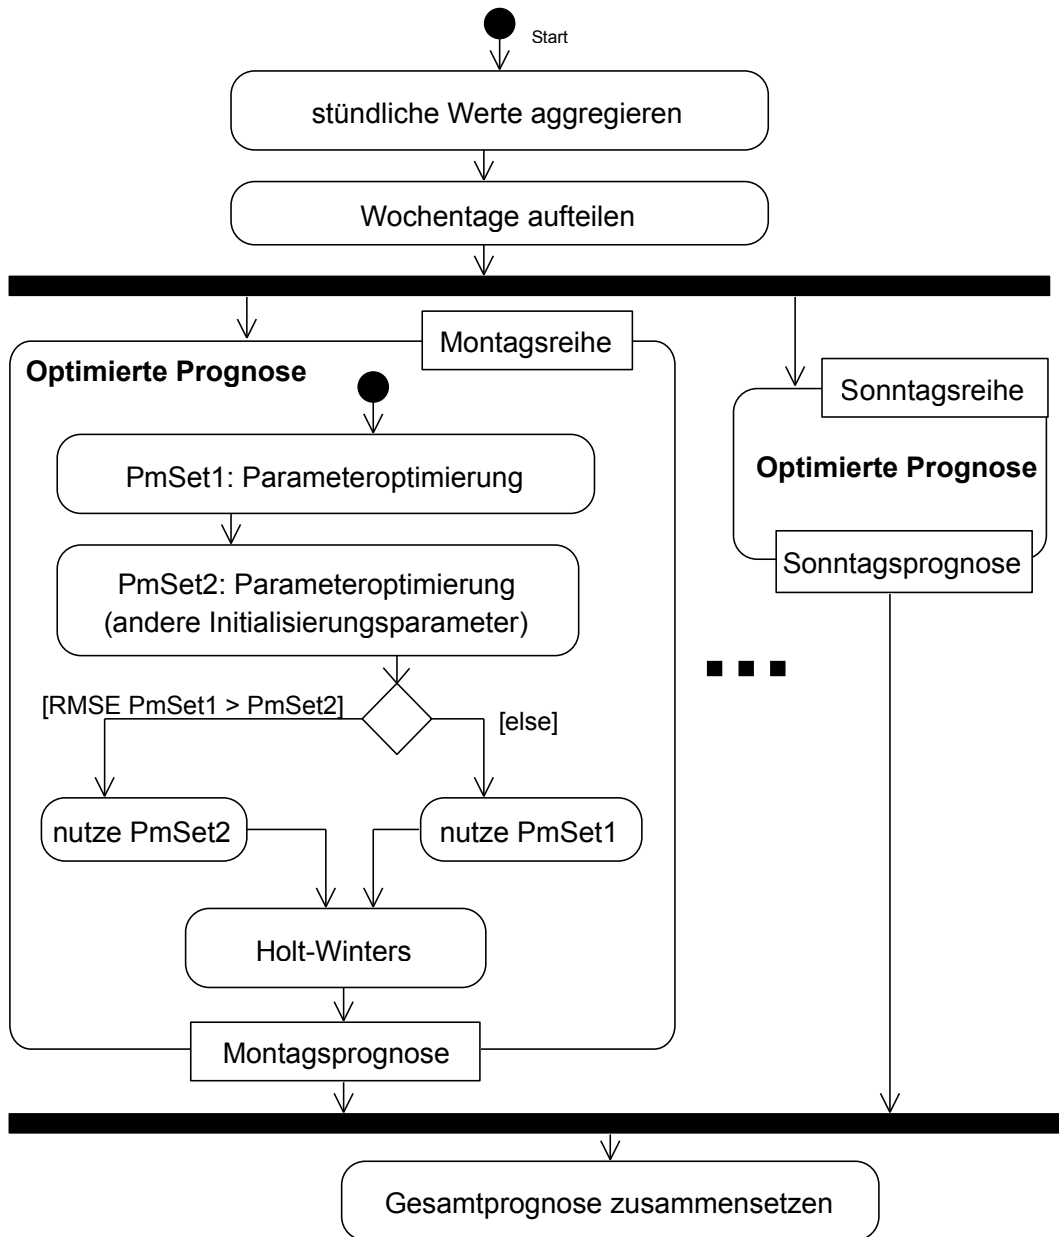 Start
stündliche Werte aggregieren
Wochentage aufteilen
Montagsreihe
Optimierte Prognose
PmSet1: Parameteroptimierung
PmSet2: Parameteroptimierung
(andere Initialisierungsparameter)
[RMSE PmSet1 > PmSet2]
[else]
nutze PmSet2
nutze PmSet1
Holt-Winters
Montagsprognose
Sonntagsreihe
Optimierte Prognose
Sonntagsprognose
Gesamtprognose zusammensetzen